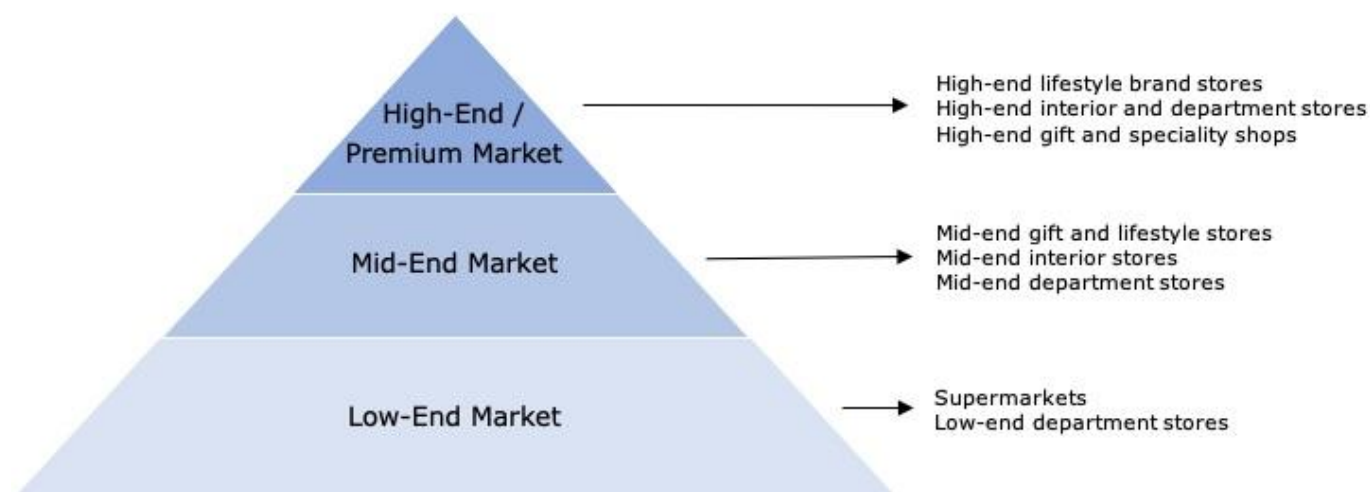 High-End /
Premium Market
High-end lifestyle brand stores
High-end interior and department stores
High-end gift and speciality shops
Mid-End Market
Mid-end gift and lifestyle stores
Mid-end interior stores
Mid-end department stores
Low-End Market
Supermarkets
Low-end department stores